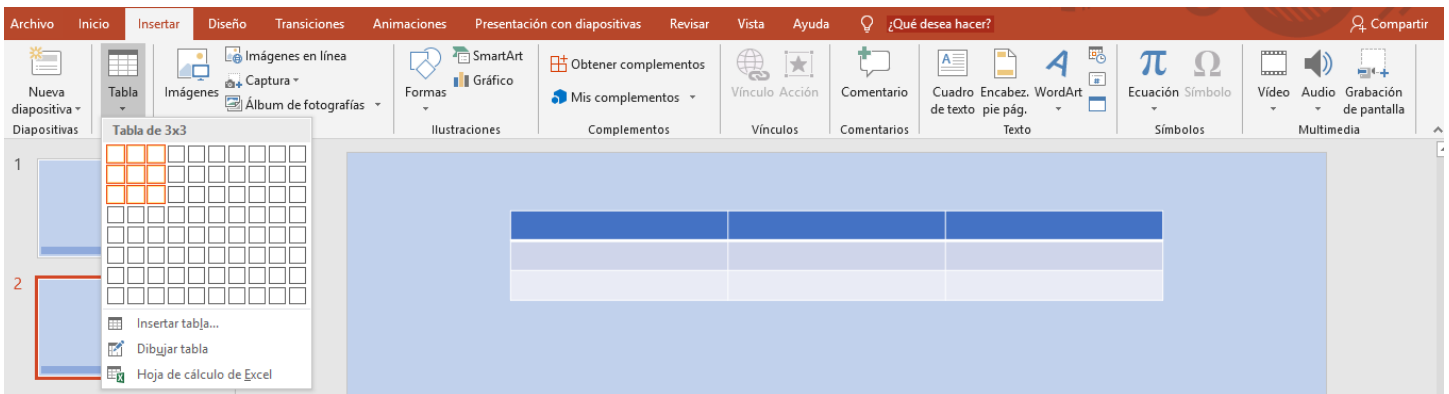 Archivo Inicio Insertar Diseño Transiciones Animaciones Presentación con diapositivas Revisar Vista Ayuda ¿Qué desea hacer? Compartir
Nueva
diapositiva
Diapositivas
Tabla
Imágenes
Imágenes en línea
Captura
Álbum de fotografías
Formas
SmartArt
Gráfico
Ilustraciones
Obtener complementos
Mis complementos
Complementos
Vínculo Acción
Vínculos
Comentario
Comentarios
Cuadro
de texto
Encabez.
pie pág.
WordArt
Texto
Ecuación Símbolo
Símbolos
Vídeo Audio
Grabación
de pantalla
Multimedia
Tabla de 3x3
Insertar tabla...
Dibujar tabla
Hoja de cálculo de Excel
1
2